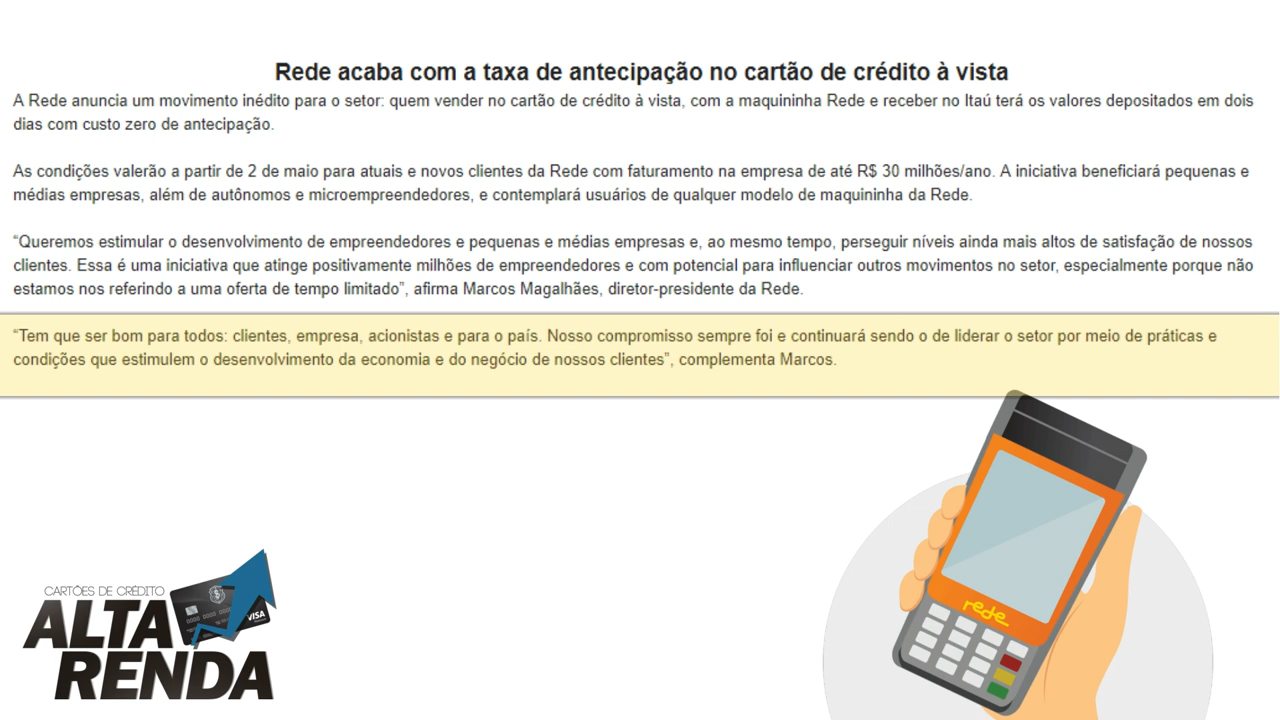 Rede acaba com a taxa de antecipação no cartão de crédito à vista
A Rede anuncia um movimento inédito para o setor: quem vender no cartão de crédito à vista, com a maquininha Rede e receber no Itaú terá os valores depositados em dois
dias com custo zero de antecipação.
As condições valerão a partir de 2 de maio para atuais e novos clientes da Rede com faturamento na empresa de até R$ 30 milhões/ano. A iniciativa beneficiará pequenas e
médias empresas, além de autônomos e microempreendedores, e contemplará usuários de qualquer modelo de maquininha da Rede.
“Queremos estimular o desenvolvimento de empreendedores e pequenas e médias empresas e, ao mesmo tempo, perseguir níveis ainda mais altos de satisfação de nossos
clientes. Essa é uma iniciativa que atinge positivamente milhões de empreendedores e com potencial para influenciar outros movimentos no setor, especialmente porque não
estamos nos referindo a uma oferta de tempo limitado”, afirma Marcos Magalhães, diretor-presidente da Rede.
“Tem que ser bom para todos: clientes, empresa, acionistas e para o país. Nosso compromisso sempre foi e continuará sendo o de liderar o setor por meio de práticas e
condições que estimulem o desenvolvimento da economia e do negócio de nossos clientes”, complementa Marcos.
rede
CARTÕES DE CRÉDITO
ALTA
VISA
RENDA